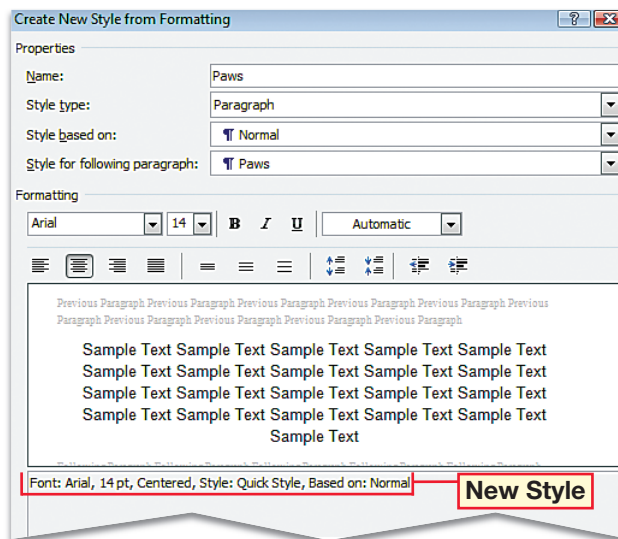 Create New Style from Formatting
Properties
Name: Paws
Style type: Paragraph
Style based on: ¶ Normal
Style for following paragraph: ¶ Paws
Formatting
Arial 14 B I U Automatic
Previous Paragraph Previous Paragraph Previous Paragraph Previous Paragraph Previous Paragraph Previous
Paragraph Previous Paragraph Previous Paragraph Previous Paragraph Previous Paragraph
Sample Text Sample Text Sample Text Sample Text Sample Text
Sample Text Sample Text Sample Text Sample Text Sample Text
Sample Text Sample Text Sample Text Sample Text Sample Text
Sample Text Sample Text Sample Text Sample Text Sample Text
Sample Text
Font: Arial, 14 pt, Centered, Style: Quick Style, Based on: Normal
New Style